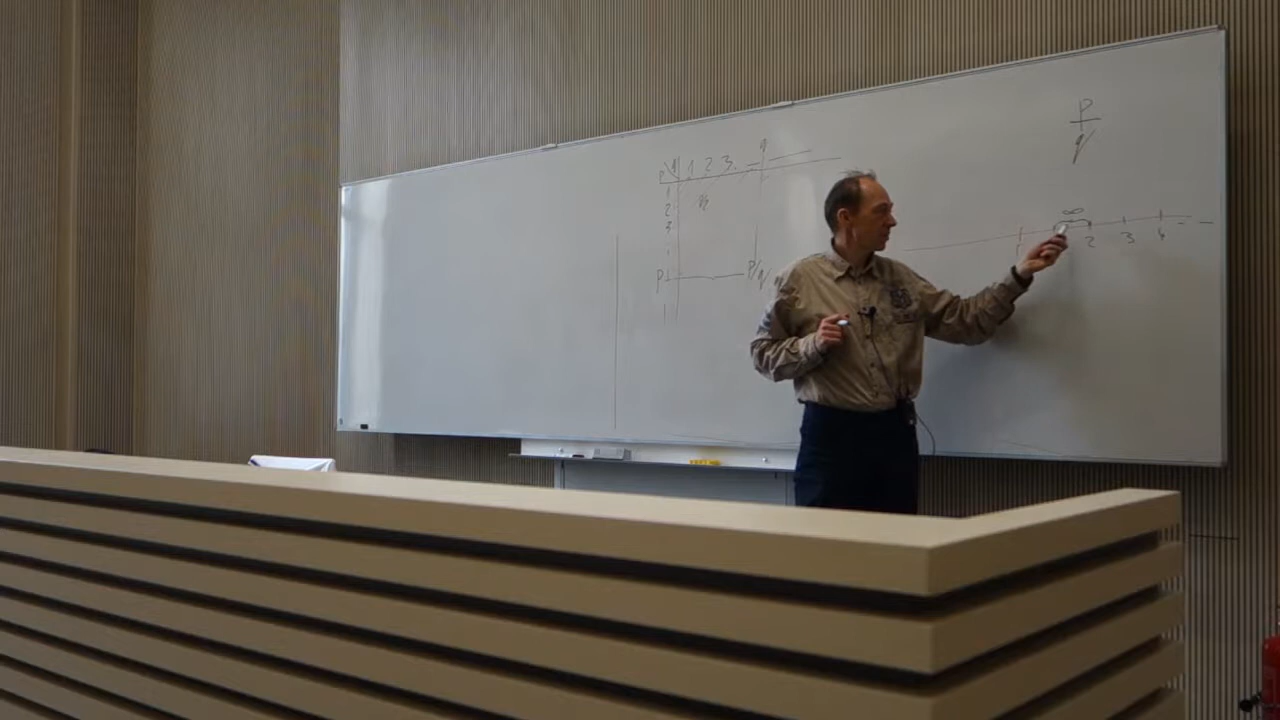 P q 1 2 3 . — q
1
2
3
P P/q
P
q
∞
1 2 3 4